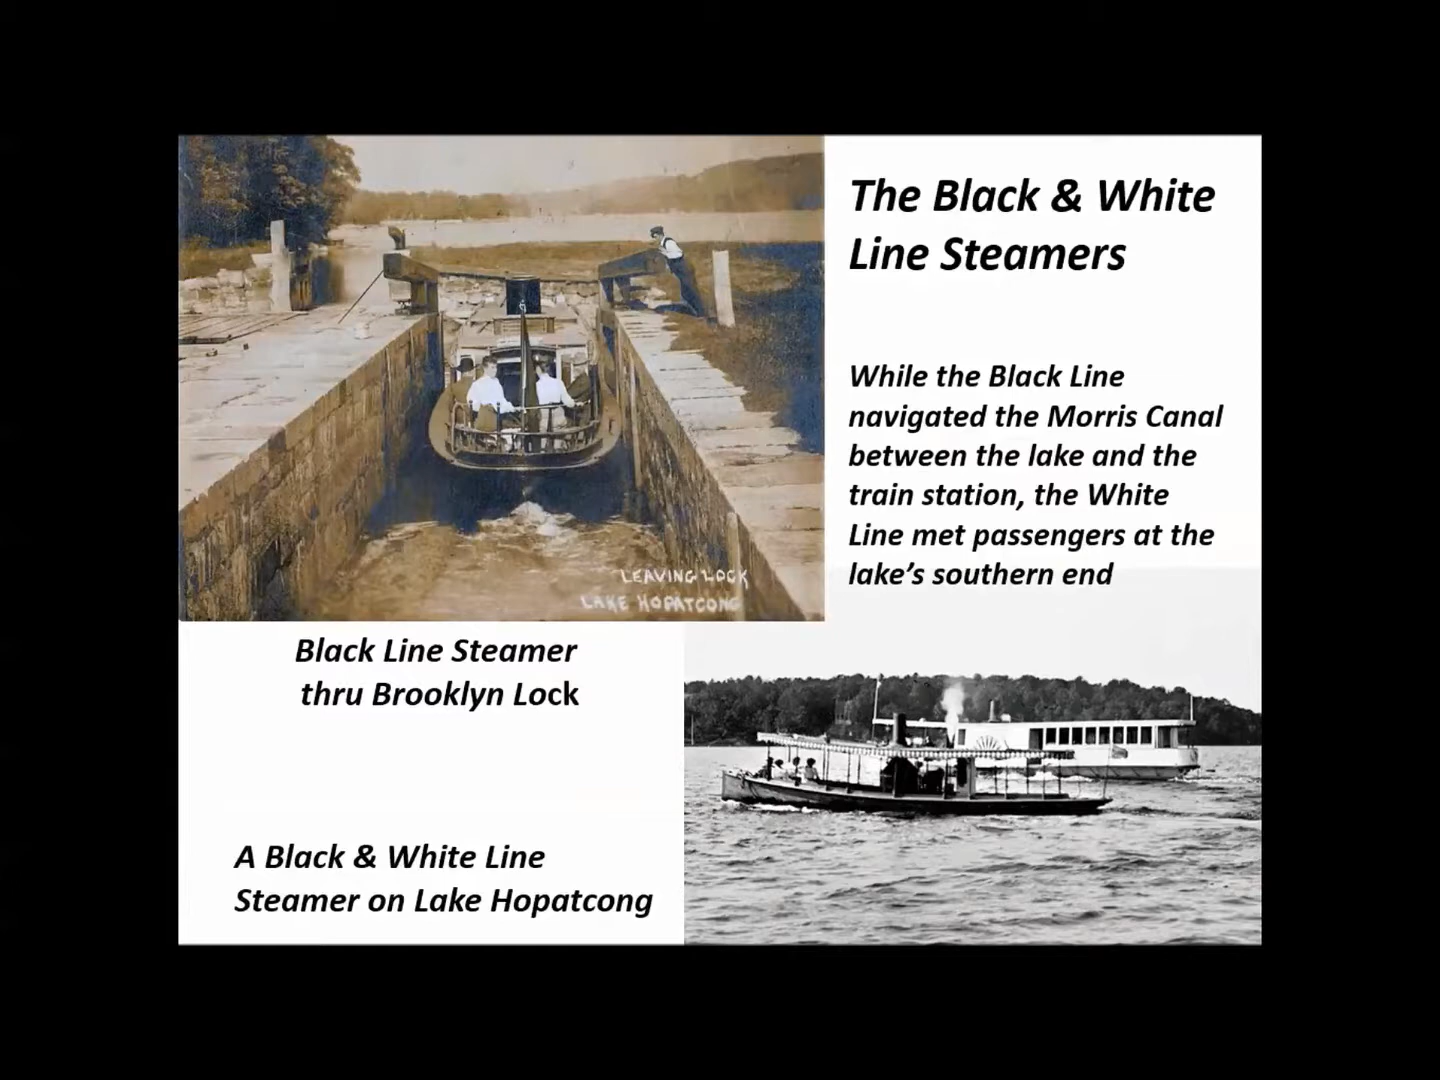 The Black & White
Line Steamers
While the Black Line
navigated the Morris Canal
between the lake and the
train station, the White
Line met passengers at the
lake’s southern end
LEAVING LOCK
LAKE HOPATCONG
Black Line Steamer
thru Brooklyn Lock
A Black & White Line
Steamer on Lake Hopatcong